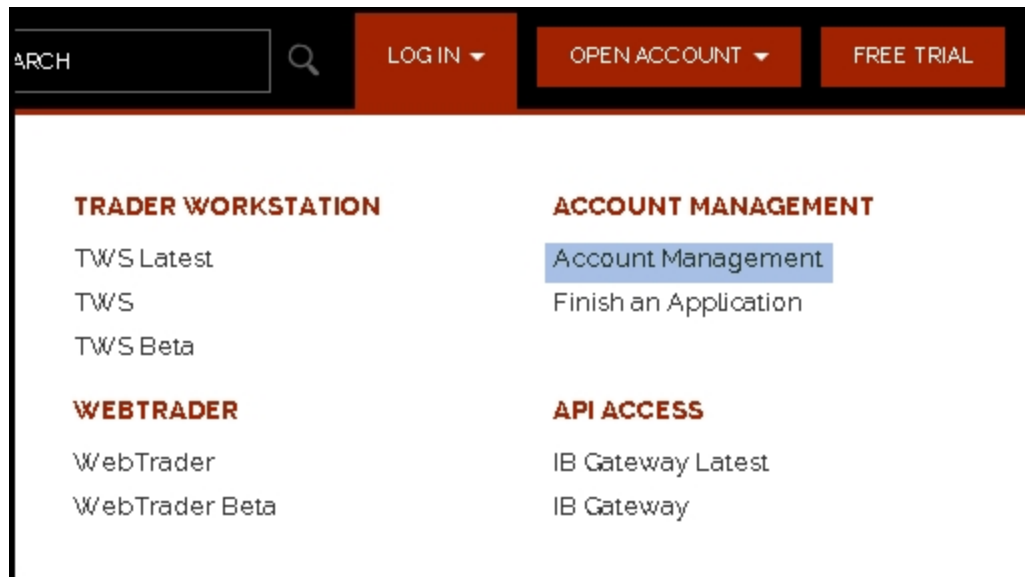 ARCH
LOG IN
OPEN ACCOUNT
FREE TRIAL
TRADER WORKSTATION
TWS Latest
TWS
TWS Beta
ACCOUNT MANAGEMENT
Account Management
Finish an Application
WEBTRADER
WebTrader
WebTrader Beta
API ACCESS
IB Gateway Latest
IB Gateway